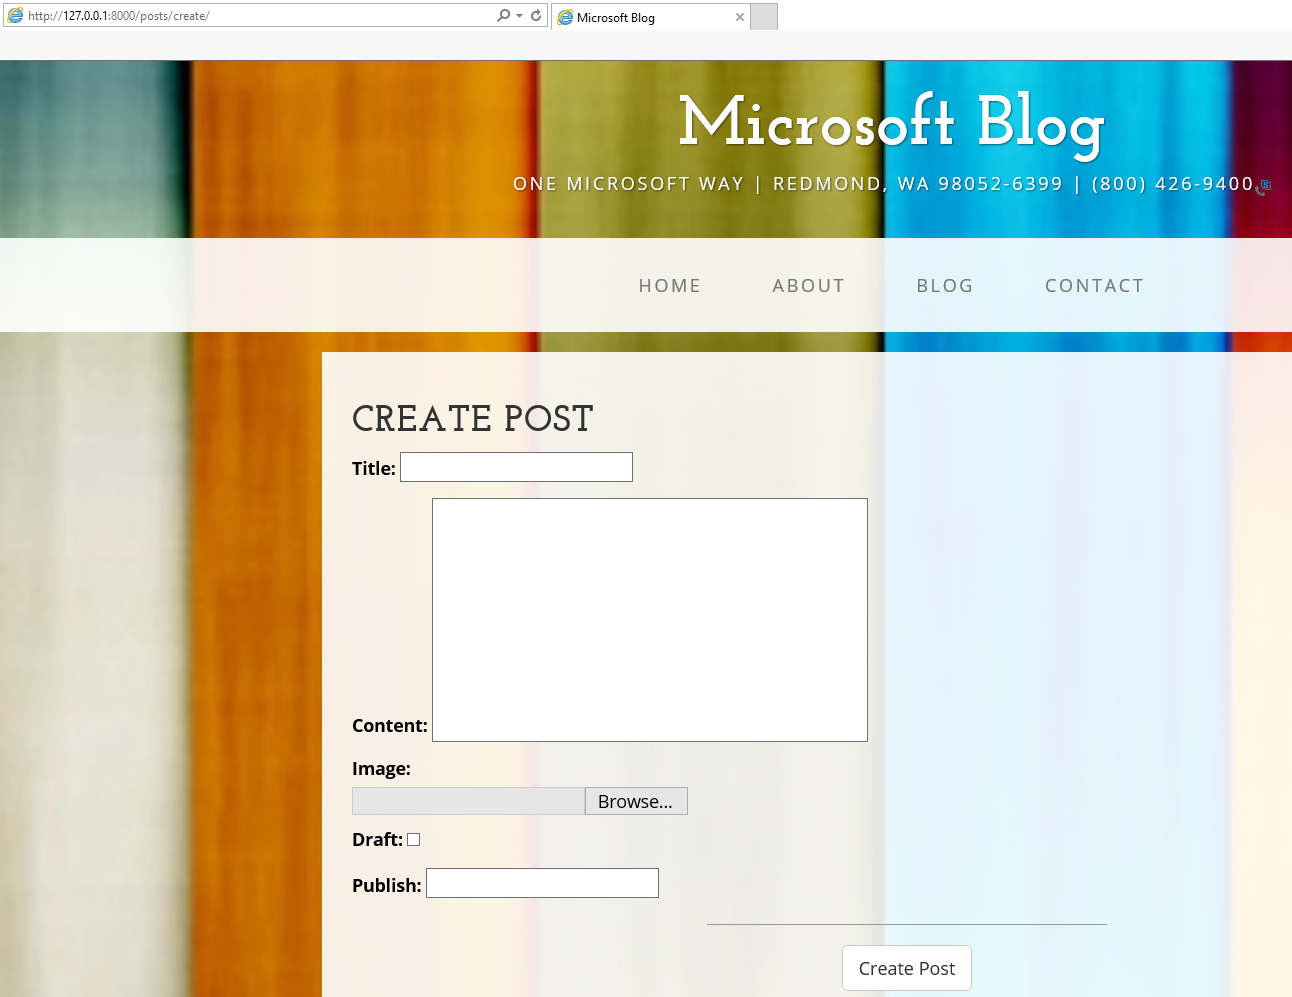 http://127.0.0.1:8000/posts/create/
Microsoft Blog
Microsoft Blog
ONE MICROSOFT WAY | REDMOND, WA 98052-6399 | (800) 426-9400
HOME ABOUT BLOG CONTACT
CREATE POST
Title:
Content:
Image:
Browse...
Draft:
Publish:
Create Post